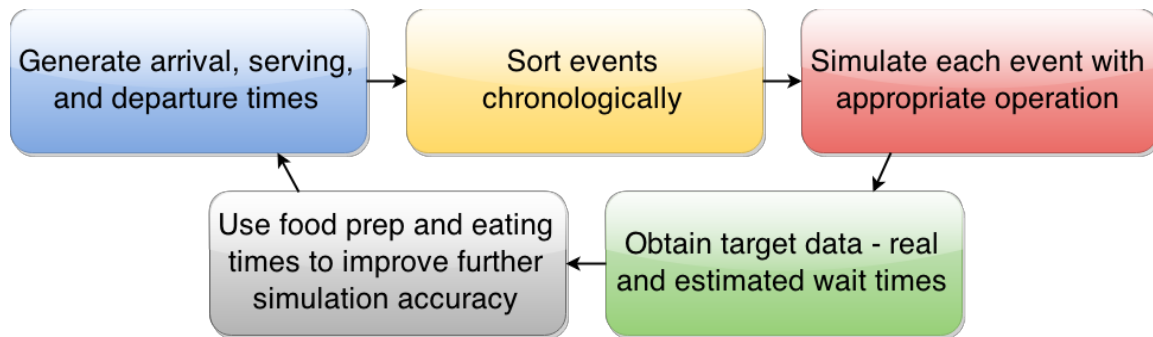 Generate arrival, serving,
and departure times
Sort events
chronologically
Simulate each event with
appropriate operation
Use food prep and eating
times to improve further
simulation accuracy
Obtain target data - real
and estimated wait times